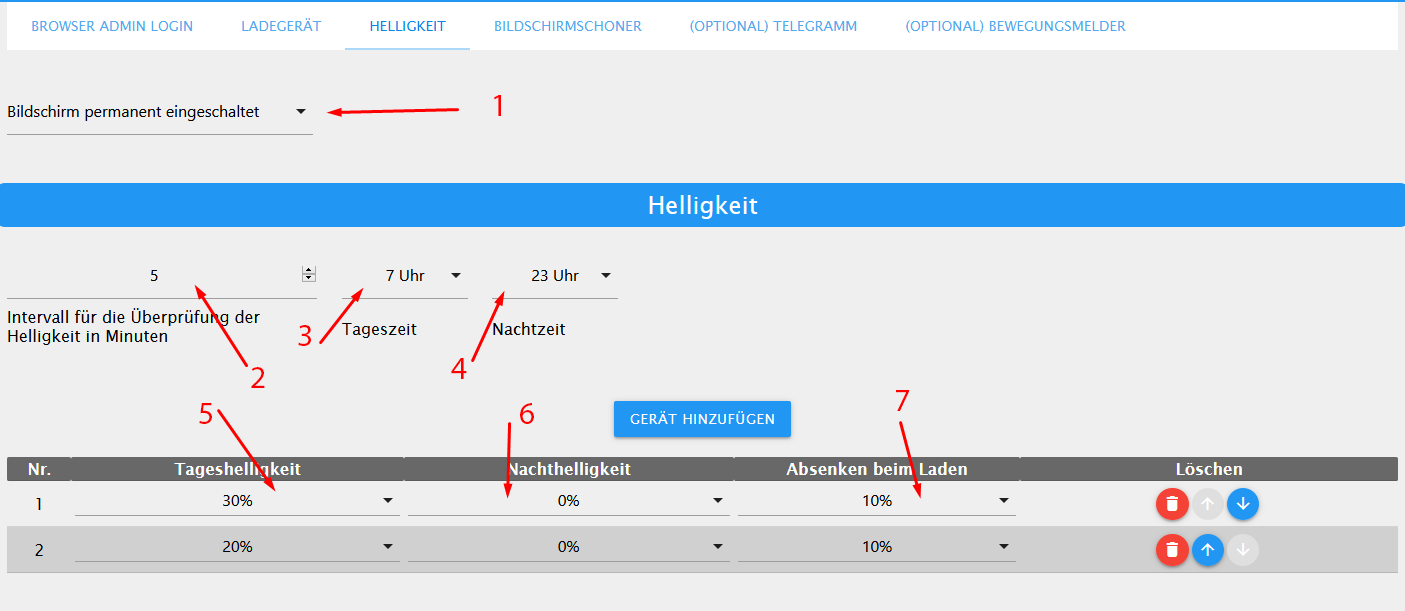 BROWSER ADMIN LOGIN LADEGERÄT HELLIGKEIT BILDSCHIRMSCHONER (OPTIONAL) TELEGRAMM (OPTIONAL) BEWEGUNGSMELDER
Bildschirm permanent eingeschaltet 1
Helligkeit
5 7 Uhr 23 Uhr
Intervall für die Überprüfung der
Helligkeit in Minuten
3 Tageszeit Nachtzeit
2 4
5 6 7
GERÄT HINZUFÜGEN
Nr. Tageshelligkeit Nachthelligkeit Absenken beim Laden Löschen
1 30% 0% 10%
2 20% 0% 10%